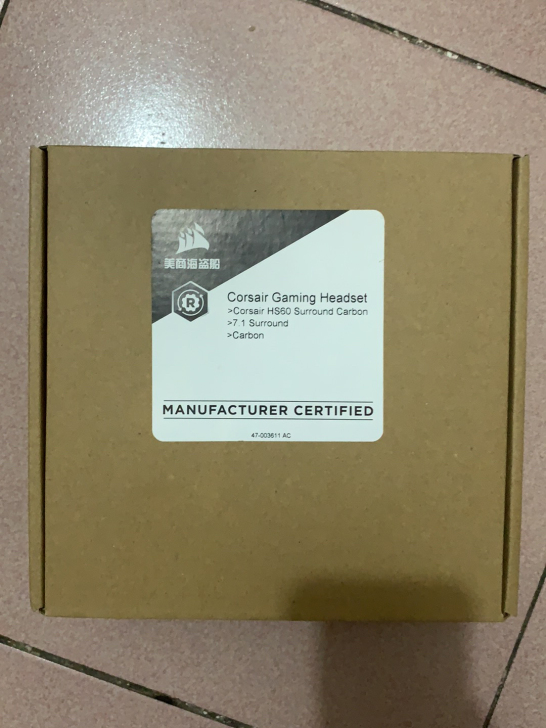 美商海盗船
R
Corsair Gaming Headset
>Corsair HS60 Surround Carbon
>7.1 Surround
>Carbon
MANUFACTURER CERTIFIED
47-003611 AC